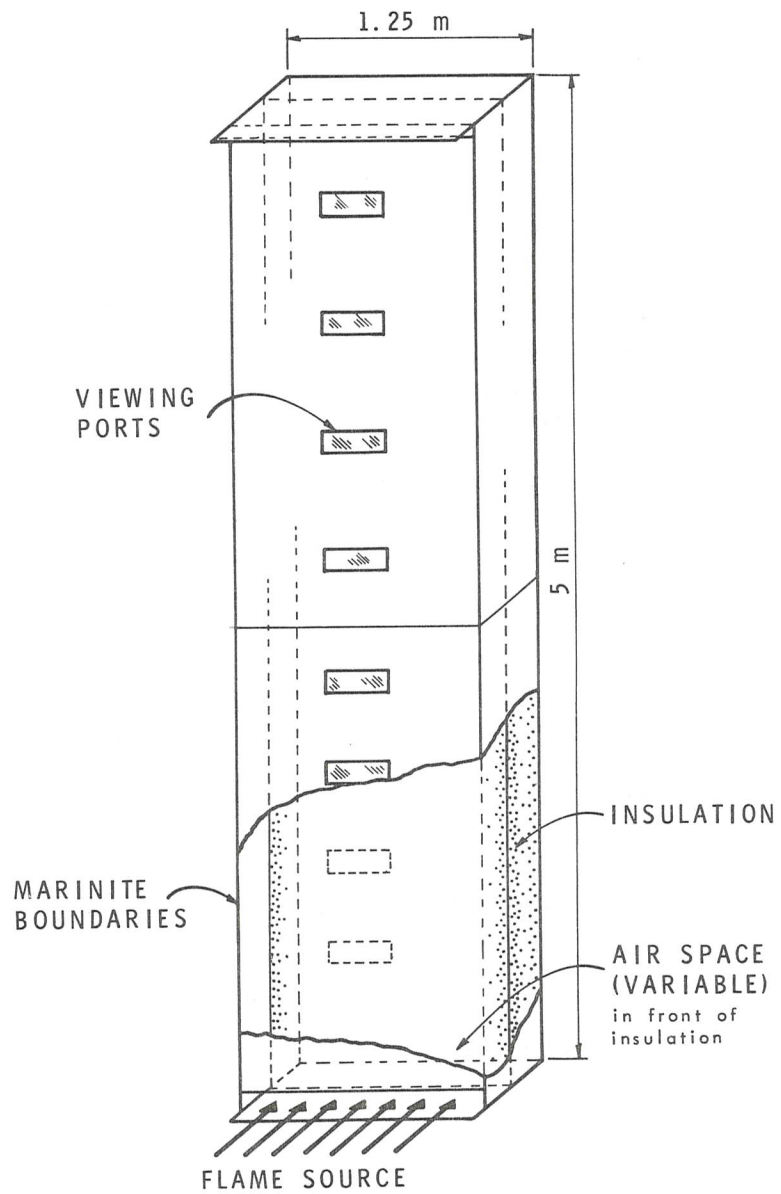 1.25 m
VIEWING
PORTS
5 m
INSULATION
MARINITE
BOUNDARIES
AIR SPACE
(VARIABLE)
in front of
insulation
FLAME SOURCE